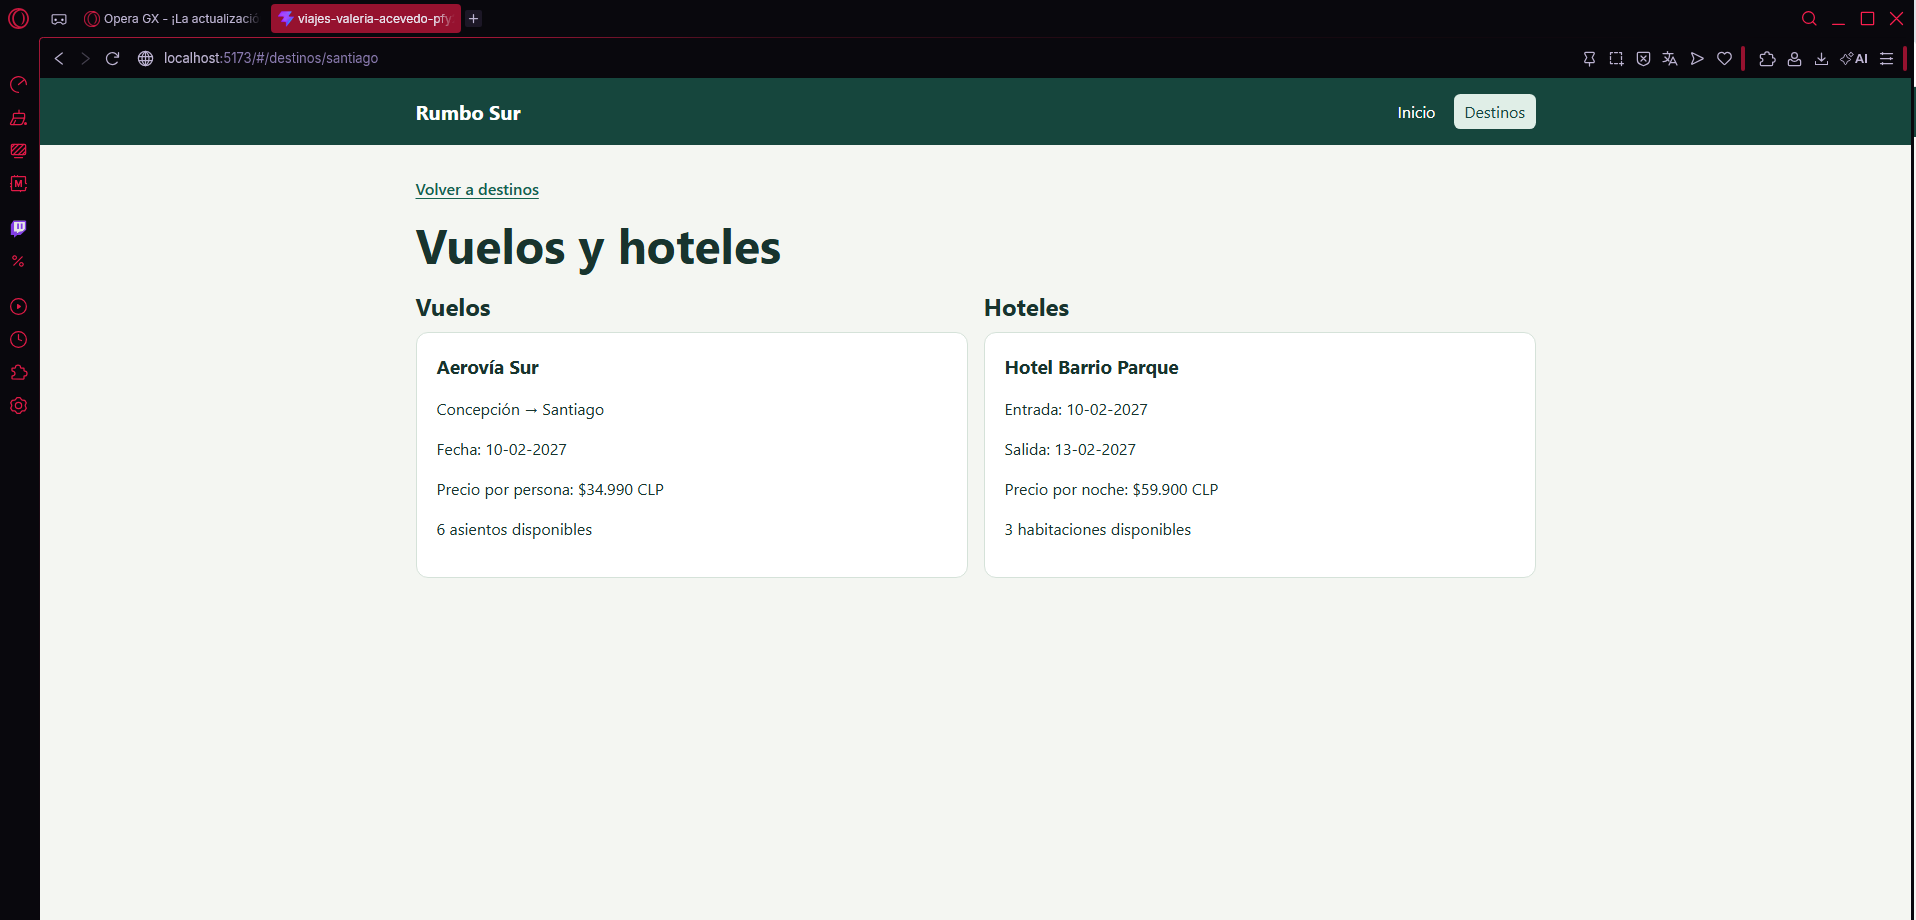 Opera GX - ¡La actualizació
viajes-valeria-acevedo-pfy
localhost:5173/#/destinos/santiago
AI
Rumbo Sur
Inicio
Destinos
Volver a destinos
Vuelos y hoteles
Vuelos
Aerovía Sur
Concepción → Santiago
Fecha: 10-02-2027
Precio por persona: $34.990 CLP
6 asientos disponibles
Hoteles
Hotel Barrio Parque
Entrada: 10-02-2027
Salida: 13-02-2027
Precio por noche: $59.900 CLP
3 habitaciones disponibles